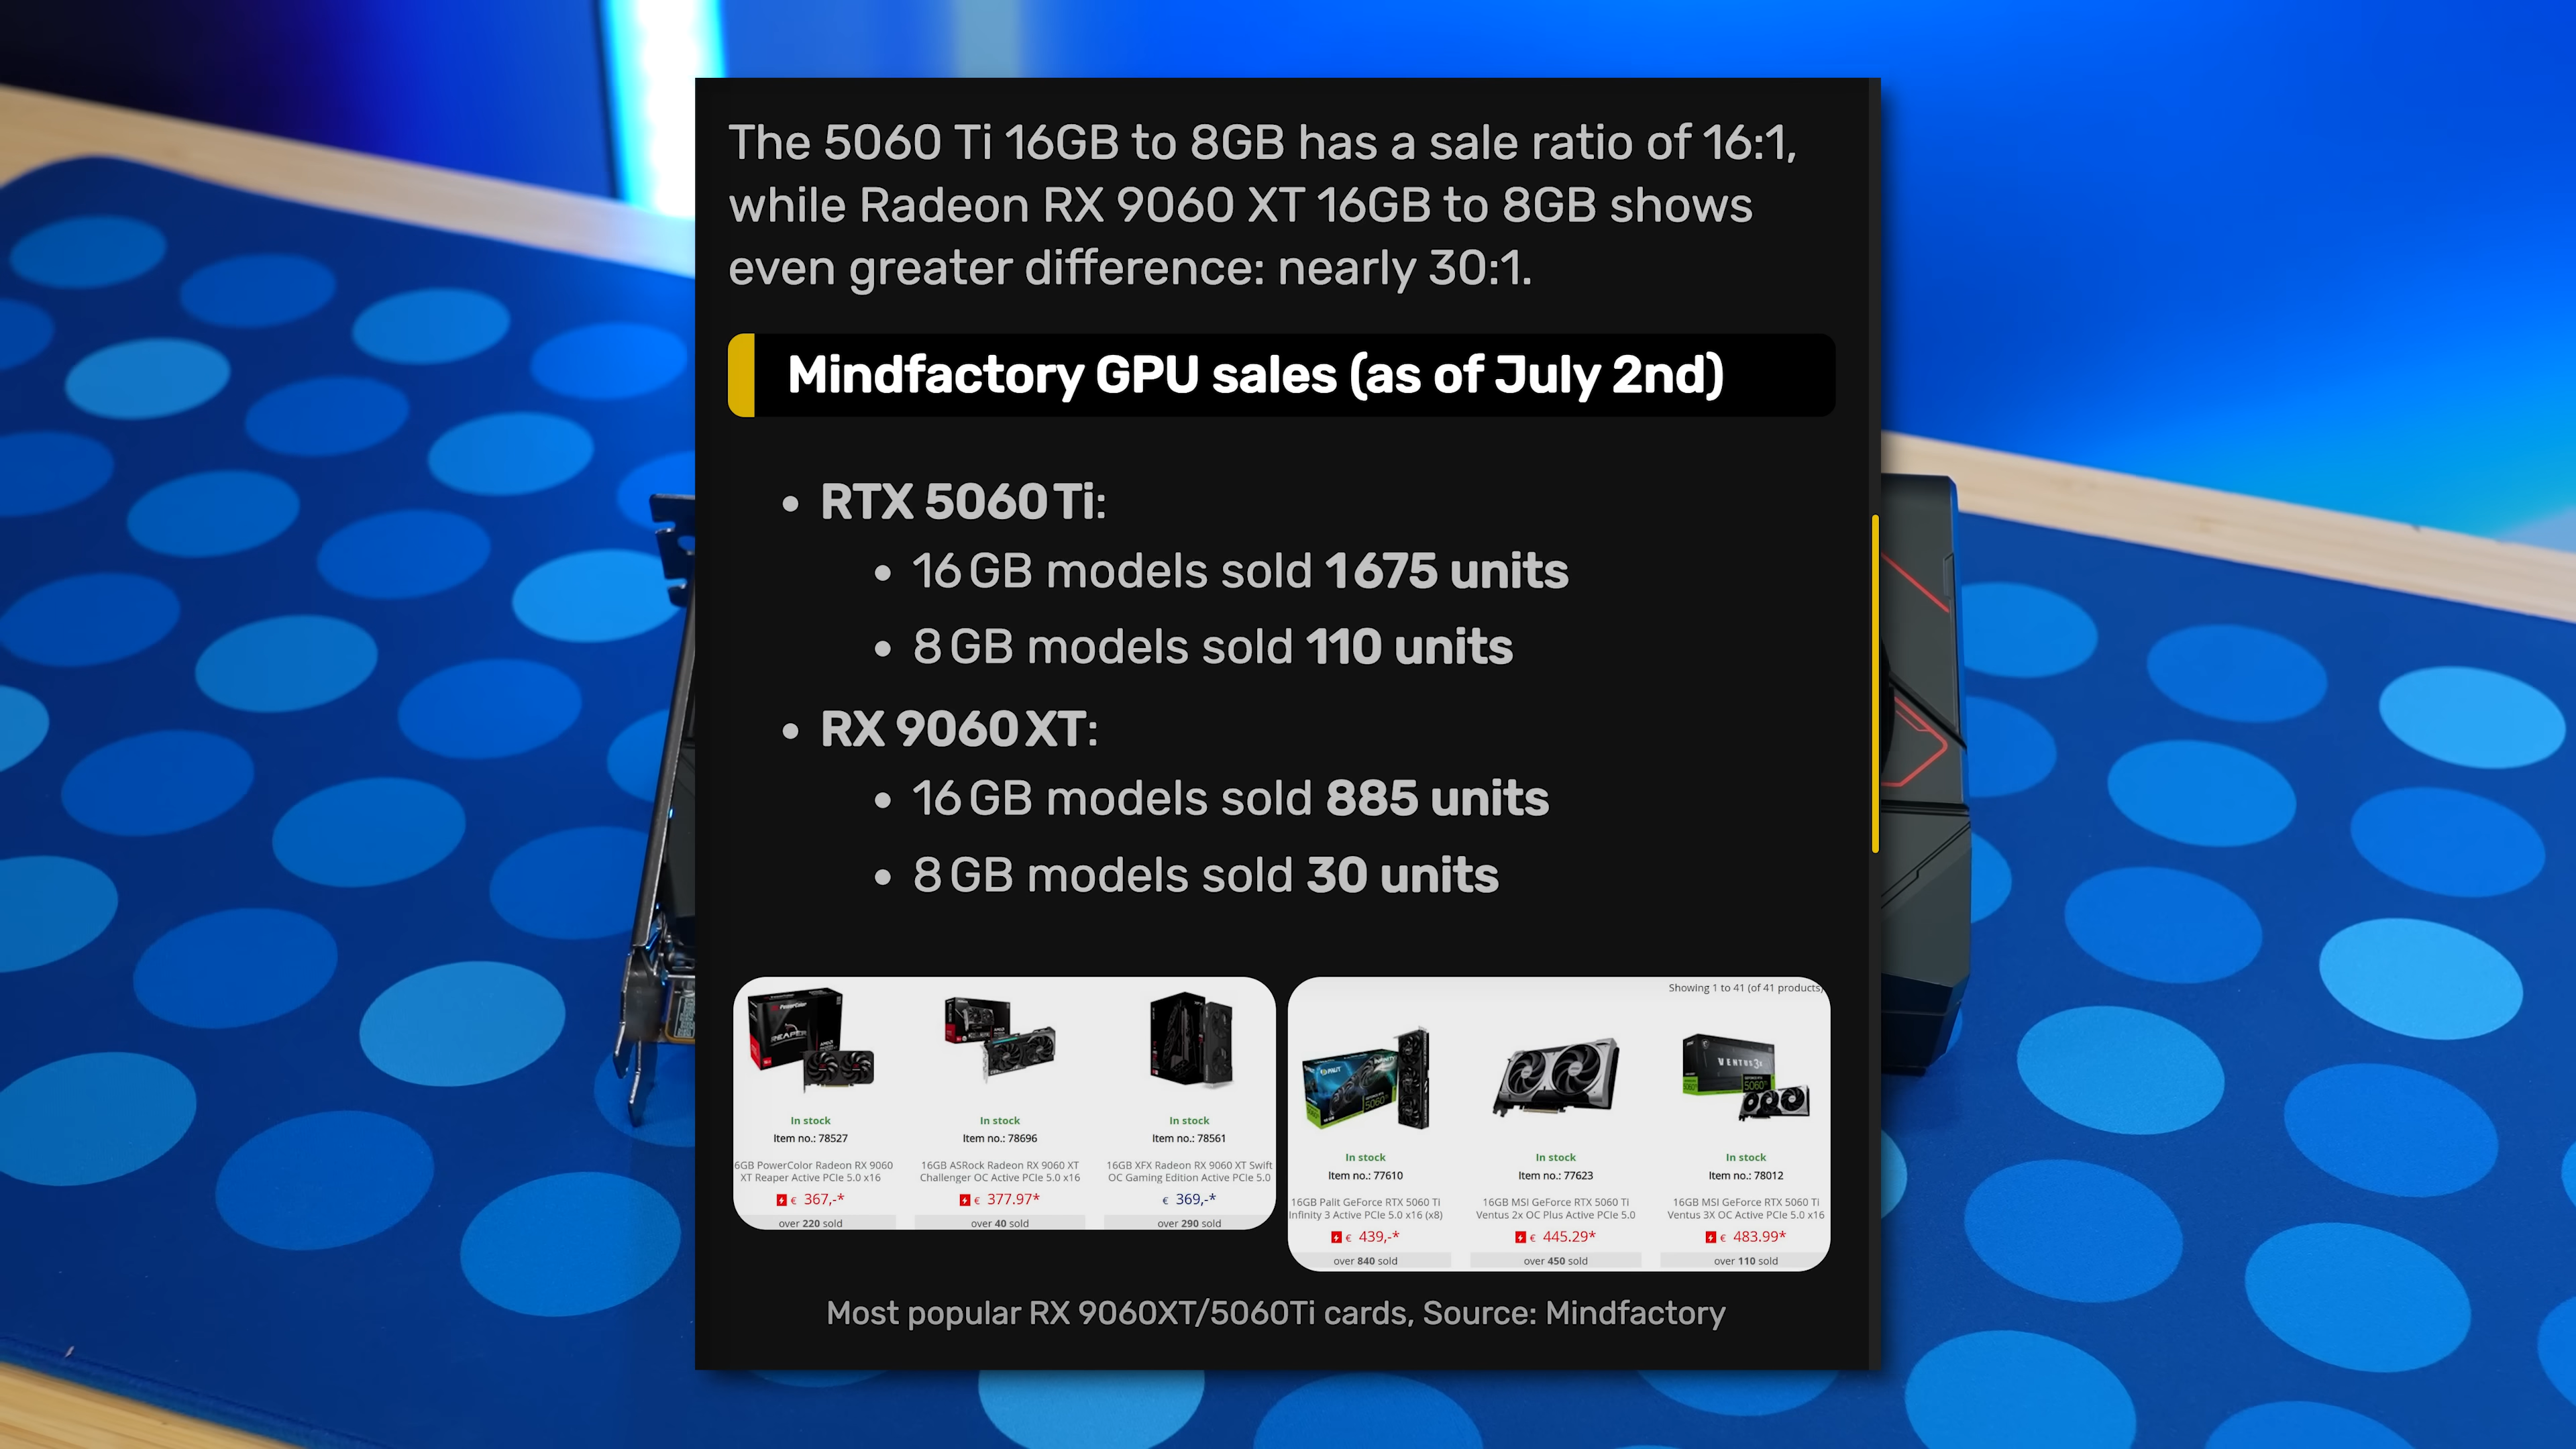 The 5060 Ti 16GB to 8GB has a sale ratio of 16:1,
while Radeon RX 9060 XT 16GB to 8GB shows
even greater difference: nearly 30:1.
Mindfactory GPU sales (as of July 2nd)
• RTX 5060 Ti:
• 16 GB models sold 1 675 units
• 8 GB models sold 110 units
• RX 9060 XT:
• 16 GB models sold 885 units
• 8 GB models sold 30 units
PowerColor
REAPER
In stock
Item no.: 78527
6GB PowerColor Radeon RX 9060
XT Reaper Active PCIe 5.0 x16
€ 367,-*
over 220 sold
In stock
Item no.: 78696
16GB ASRock Radeon RX 9060 XT
Challenger OC Active PCIe 5.0 x16
€ 377.97*
over 40 sold
In stock
Item no.: 78561
16GB XFX Radeon RX 9060 XT Swift
OC Gaming Edition Active PCIe 5.0
€ 369,-*
over 290 sold
Showing 1 to 41 (of 41 products)
PALIT
In stock
Item no.: 77610
16GB Palit GeForce RTX 5060 Ti
Infinity 3 Active PCIe 5.0 x16 (x8)
€ 439,-*
over 840 sold
In stock
Item no.: 77623
16GB MSI GeForce RTX 5060 Ti
Ventus 2x OC Plus Active PCIe 5.0
€ 445.29*
over 450 sold
VENTUS 3X
5060 Ti
In stock
Item no.: 78012
16GB MSI GeForce RTX 5060 Ti
Ventus 3X OC Active PCIe 5.0 x16
€ 483.99*
over 110 sold
Most popular RX 9060XT/5060Ti cards, Source: Mindfactory